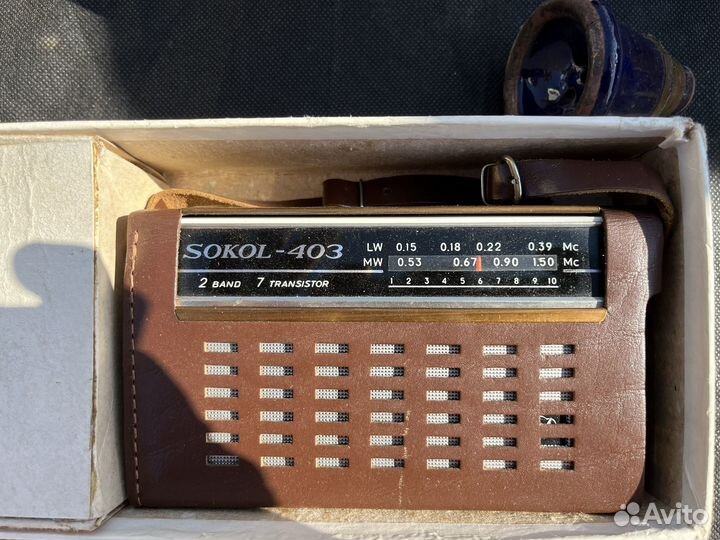 SOKOL-403
LW 0.15 0.18 0.22 0.39 Mc
MW 0.53 0.67 0.90 1.50 Mc
2 BAND 7 TRANSISTOR
1 2 3 4 5 6 7 8 9 10
Avito